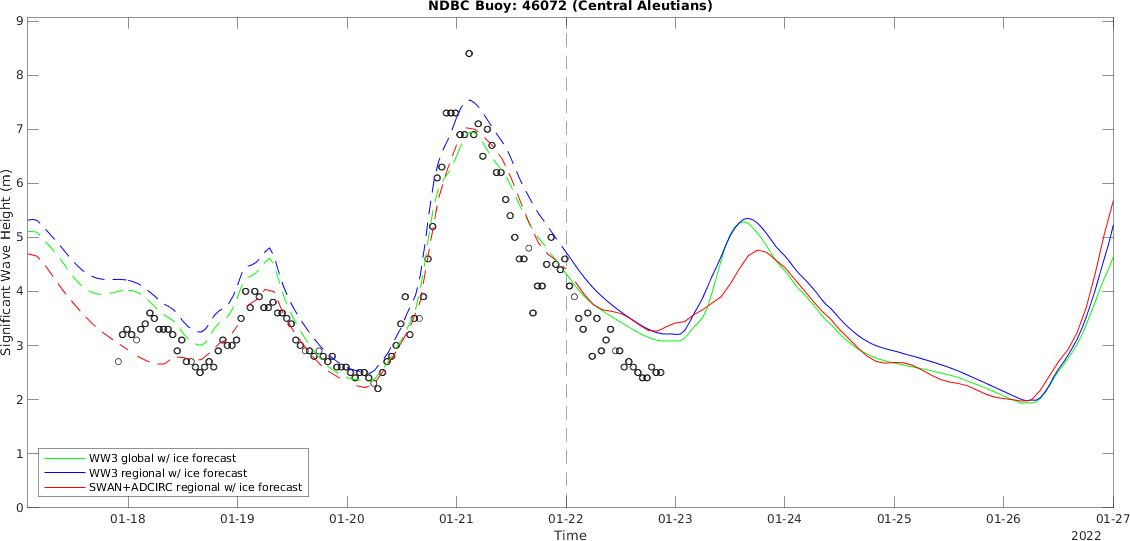 NDBC Buoy: 46072 (Central Aleutians)
9
8
7
6
5
4
3
2
1
0
Significant Wave Height (m)
WW3 global w/ ice forecast
WW3 regional w/ ice forecast
SWAN+ADCIRC regional w/ ice forecast
01-18 01-19 01-20 01-21 01-22 01-23 01-24 01-25 01-26 01-27
Time
2022